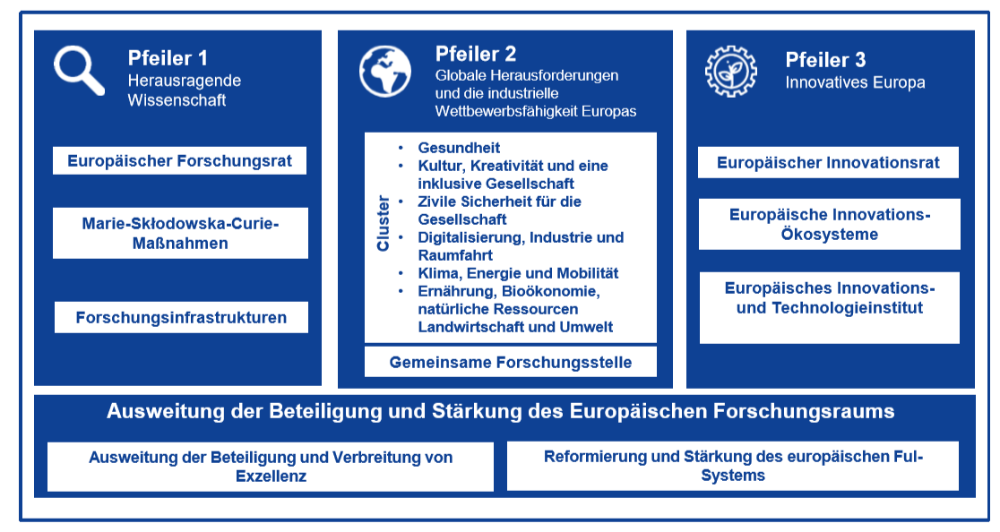 Pfeiler 1
Herausragende
Wissenschaft
Europäischer Forschungsrat
Marie-Skłodowska-Curie-
Maßnahmen
Forschungsinfrastrukturen
Pfeiler 2
Globale Herausforderungen
und die industrielle
Wettbewerbsfähigkeit Europas
Cluster
• Gesundheit
• Kultur, Kreativität und eine
inklusive Gesellschaft
• Zivile Sicherheit für die
Gesellschaft
• Digitalisierung, Industrie und
Raumfahrt
• Klima, Energie und Mobilität
• Ernährung, Bioökonomie,
natürliche Ressourcen
Landwirtschaft und Umwelt
Gemeinsame Forschungsstelle
Pfeiler 3
Innovatives Europa
Europäischer Innovationsrat
Europäische Innovations-
Ökosysteme
Europäisches Innovations-
und Technologieinstitut
Ausweitung der Beteiligung und Stärkung des Europäischen Forschungsraums
Ausweitung der Beteiligung und Verbreitung von
Exzellenz
Reformierung und Stärkung des europäischen FuI-
Systems